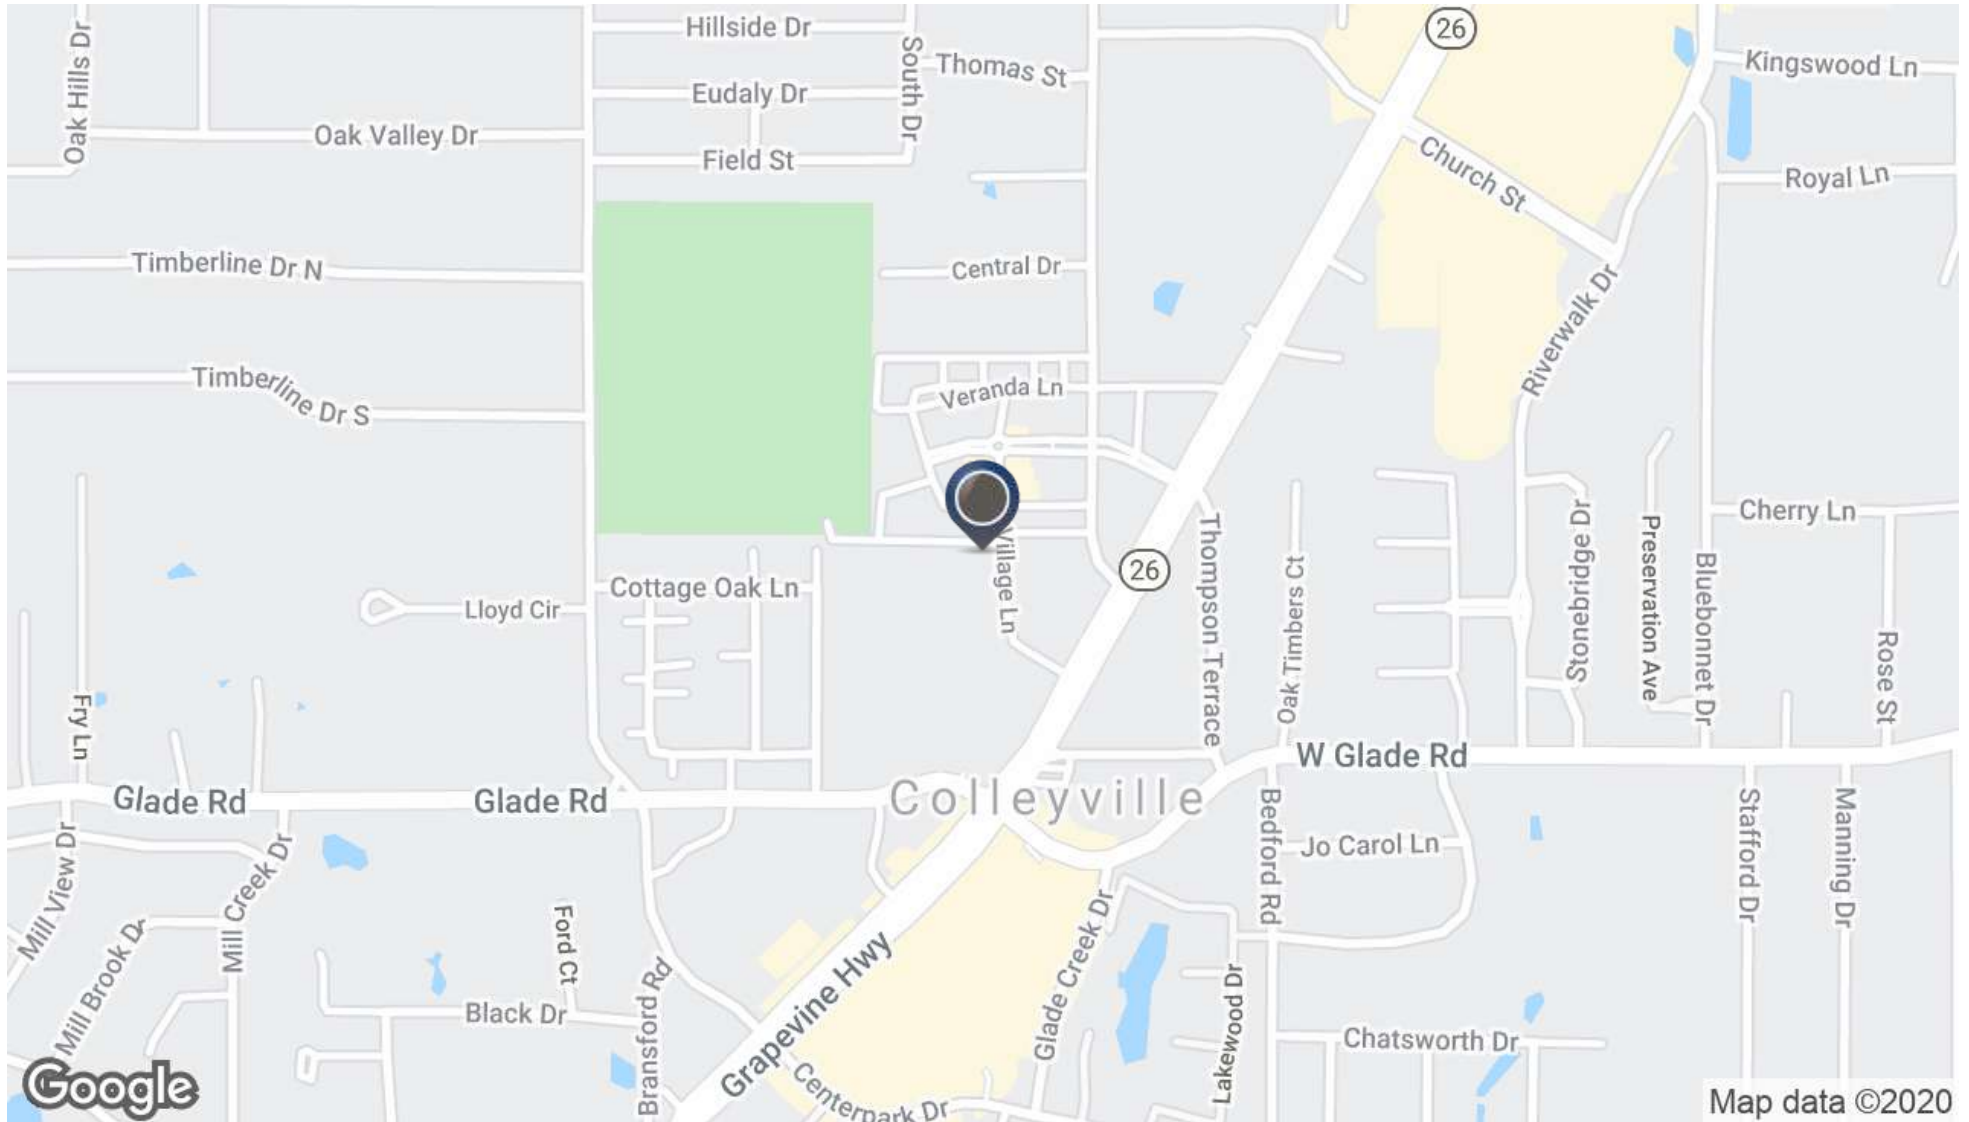 Hillside Dr
26
Oak Hills Dr
South Dr
Thomas St
Kingswood Ln
Eudaly Dr
Oak Valley Dr
Field St
Church St
Royal Ln
Timberline Dr N
Central Dr
Riverwalk Dr
Timberline Dr S
Veranda Ln
Village Ln
Thompson Terrace
Stonebridge Dr
Preservation Ave
Cherry Ln
26
Oak Timbers Ct
Bluebonnet Dr
Cottage Oak Ln
Lloyd Cir
Rose St
Fry Ln
W Glade Rd
Glade Rd
Glade Rd
Colleyville
Bedford Rd
Jo Carol Ln
Stafford Dr
Manning Dr
Mill View Dr
Mill Creek Dr
Mill Brook Dr
Ford Ct
Black Dr
Bransford Rd
Grapevine Hwy
Glade Creek Dr
Lakewood Dr
Chatsworth Dr
Centerpark Dr
Google
Map data ©2020